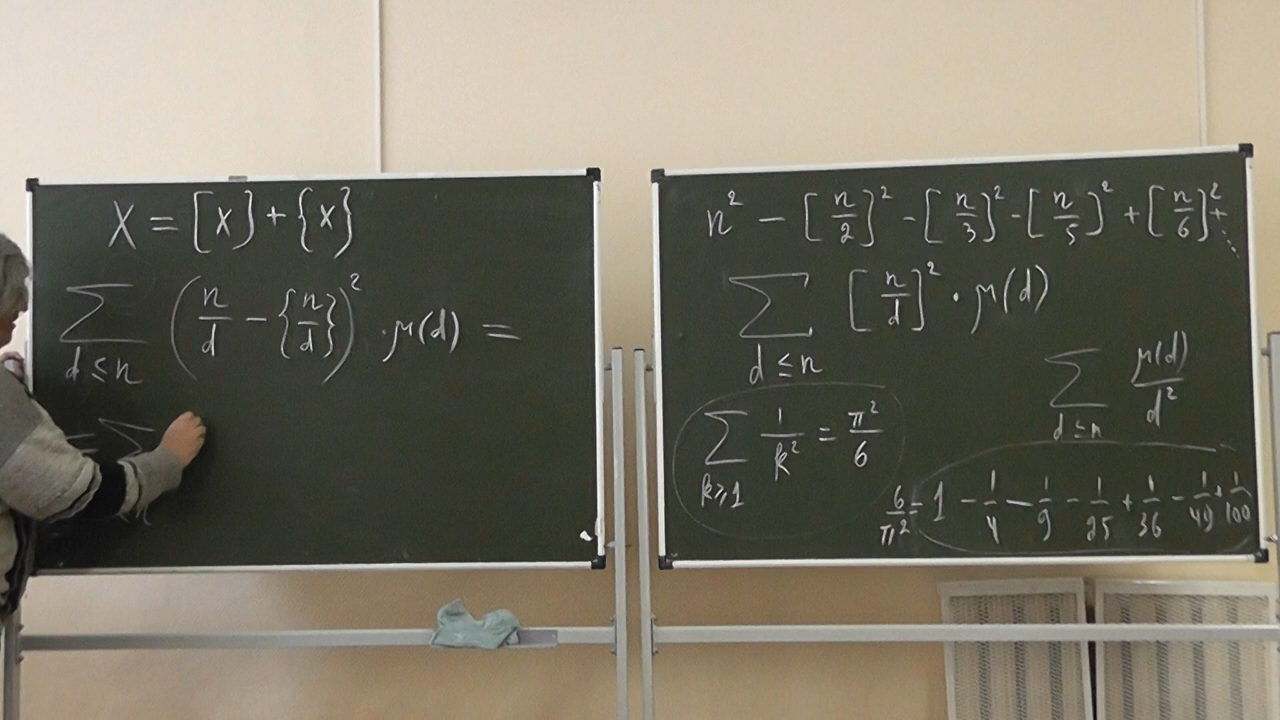 X = [x] + {x}
∑_{d ≤ n} (n/d − {n/d})² · μ(d) =
= ∑
n² − [n/2]² − [n/3]² − [n/5]² + [n/6]² + ...
∑_{d ≤ n} [n/d]² · μ(d)
∑_{d ≤ n} μ(d)/d²
∑_{k ≥ 1} 1/k² = π²/6
6/π² = 1 − 1/4 − 1/9 − 1/25 + 1/36 − 1/49 + 1/100